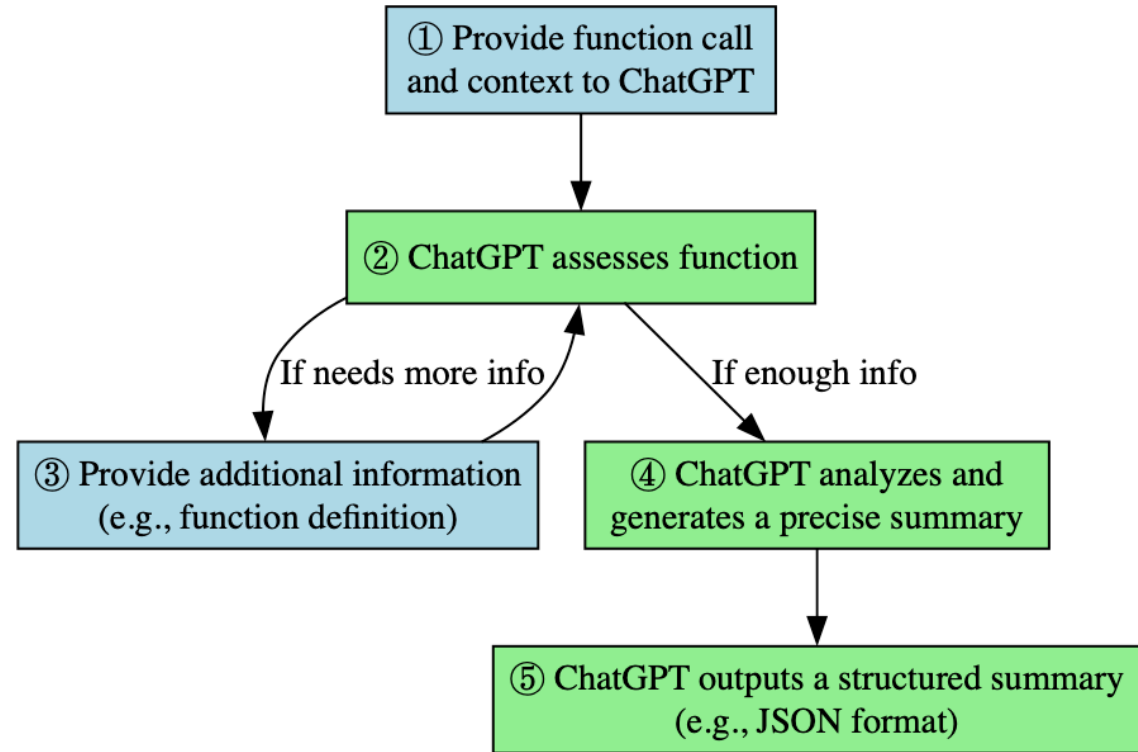 ① Provide function call
and context to ChatGPT
② ChatGPT assesses function
If needs more info
If enough info
③ Provide additional information
(e.g., function definition)
④ ChatGPT analyzes and
generates a precise summary
⑤ ChatGPT outputs a structured summary
(e.g., JSON format)